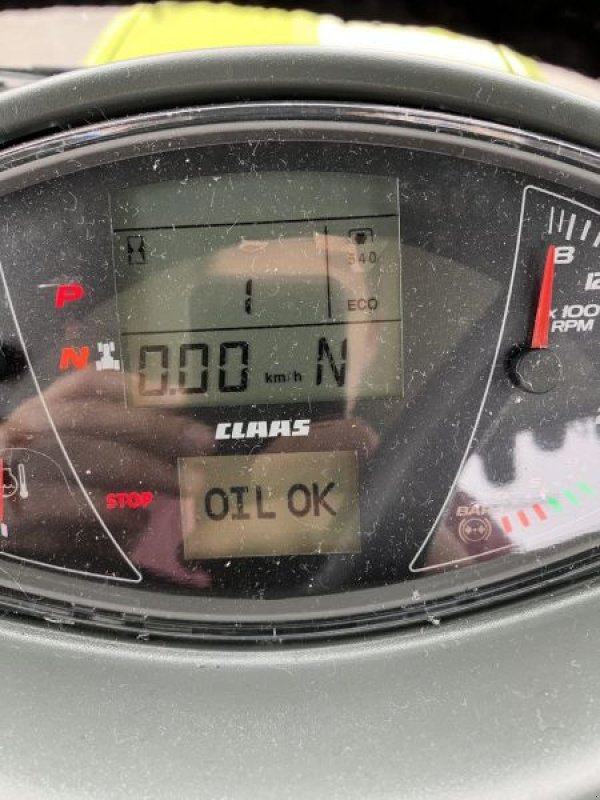 8
12
x 100
RPM
540
P
1
ECO
N
0.00 km/h N
CLAAS
STOP
OIL OK